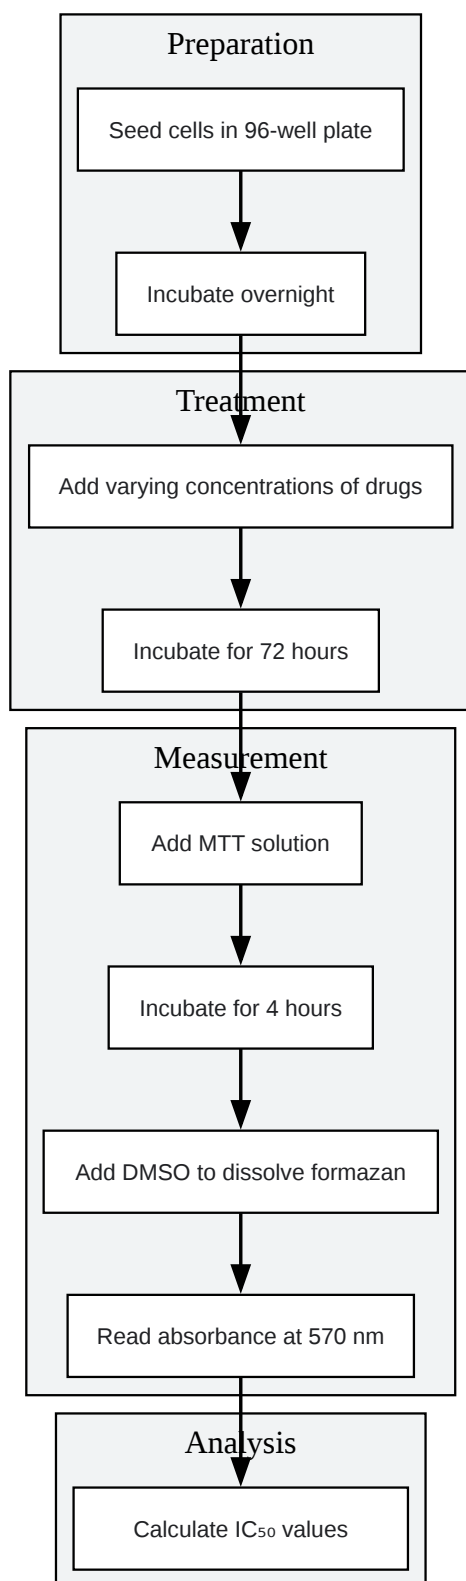 Preparation
Seed cells in 96-well plate
Incubate overnight
Treatment
Add varying concentrations of drugs
Incubate for 72 hours
Measurement
Add MTT solution
Incubate for 4 hours
Add DMSO to dissolve formazan
Read absorbance at 570 nm
Analysis
Calculate IC₅₀ values